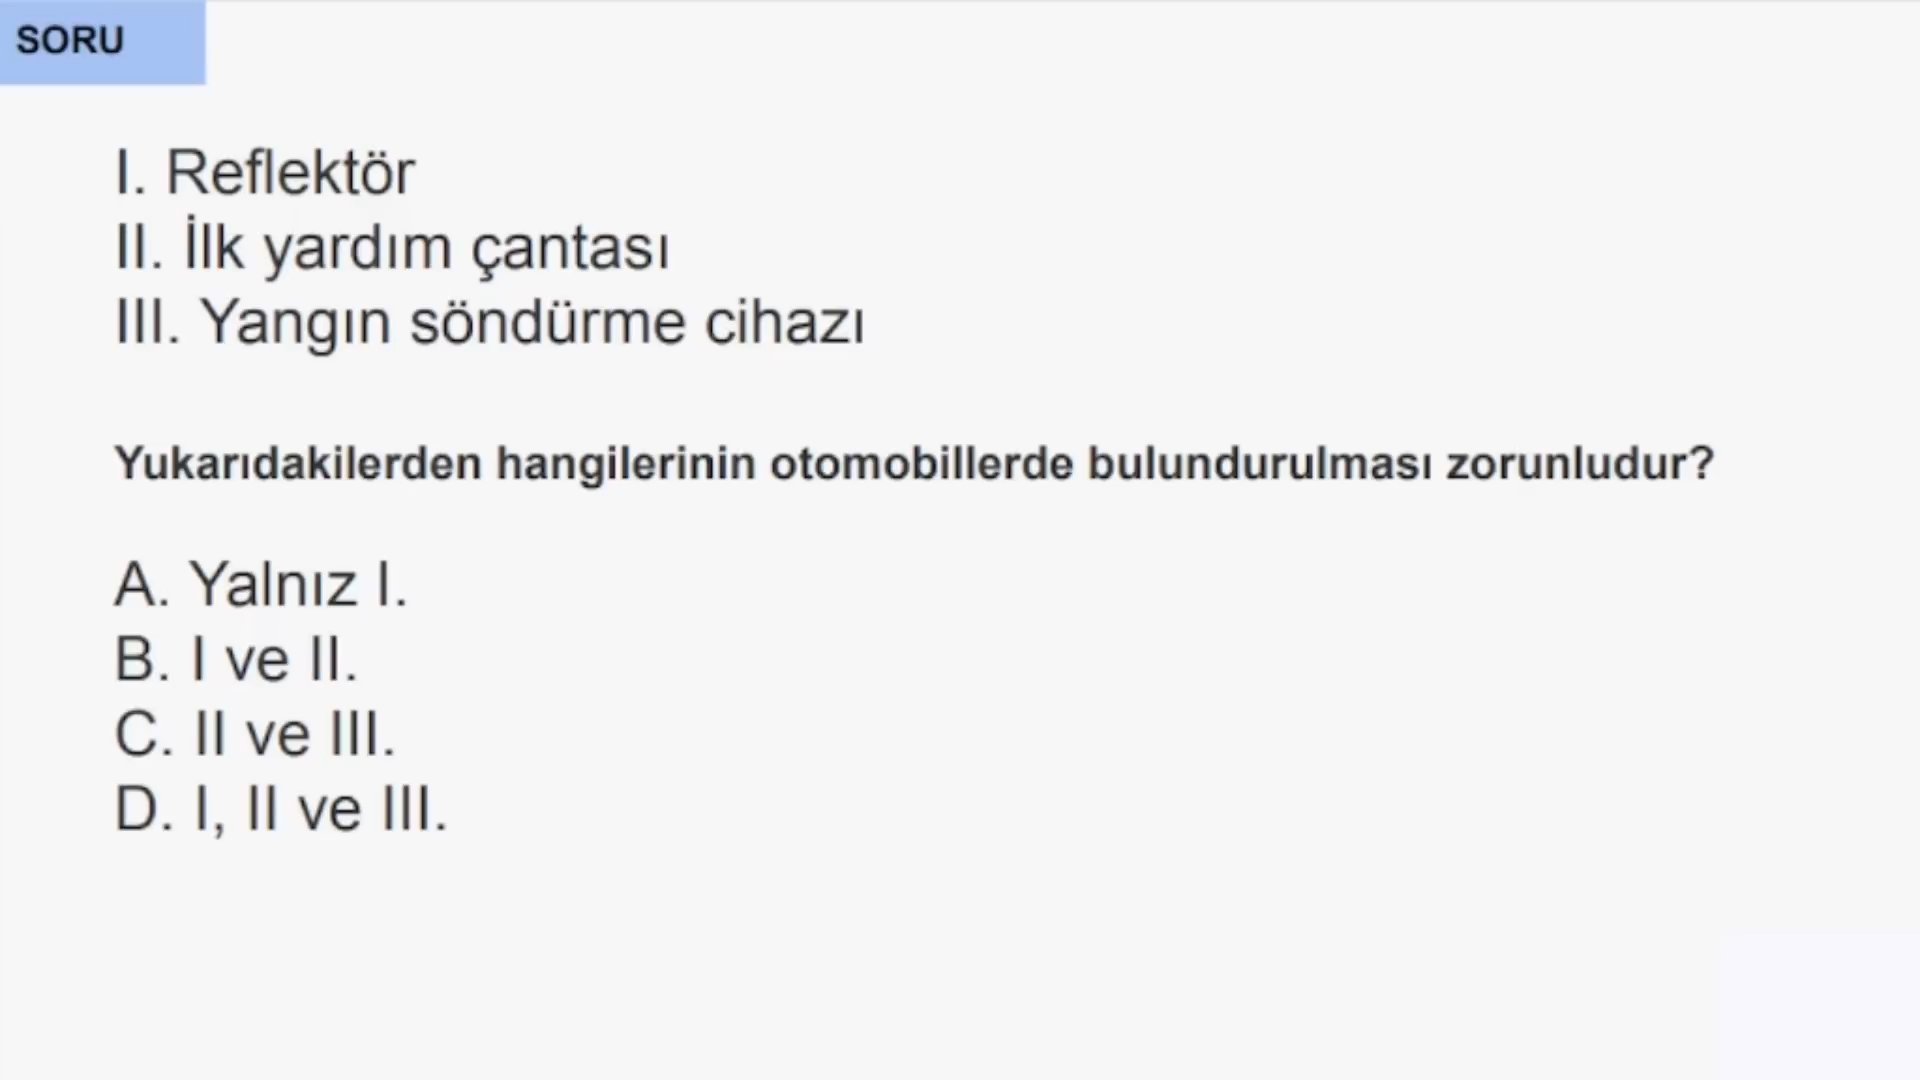 SORU
I. Reflektör
II. İlk yardım çantası
III. Yangın söndürme cihazı
Yukarıdakilerden hangilerinin otomobillerde bulundurulması zorunludur?
A. Yalnız I.
B. I ve II.
C. II ve III.
D. I, II ve III.